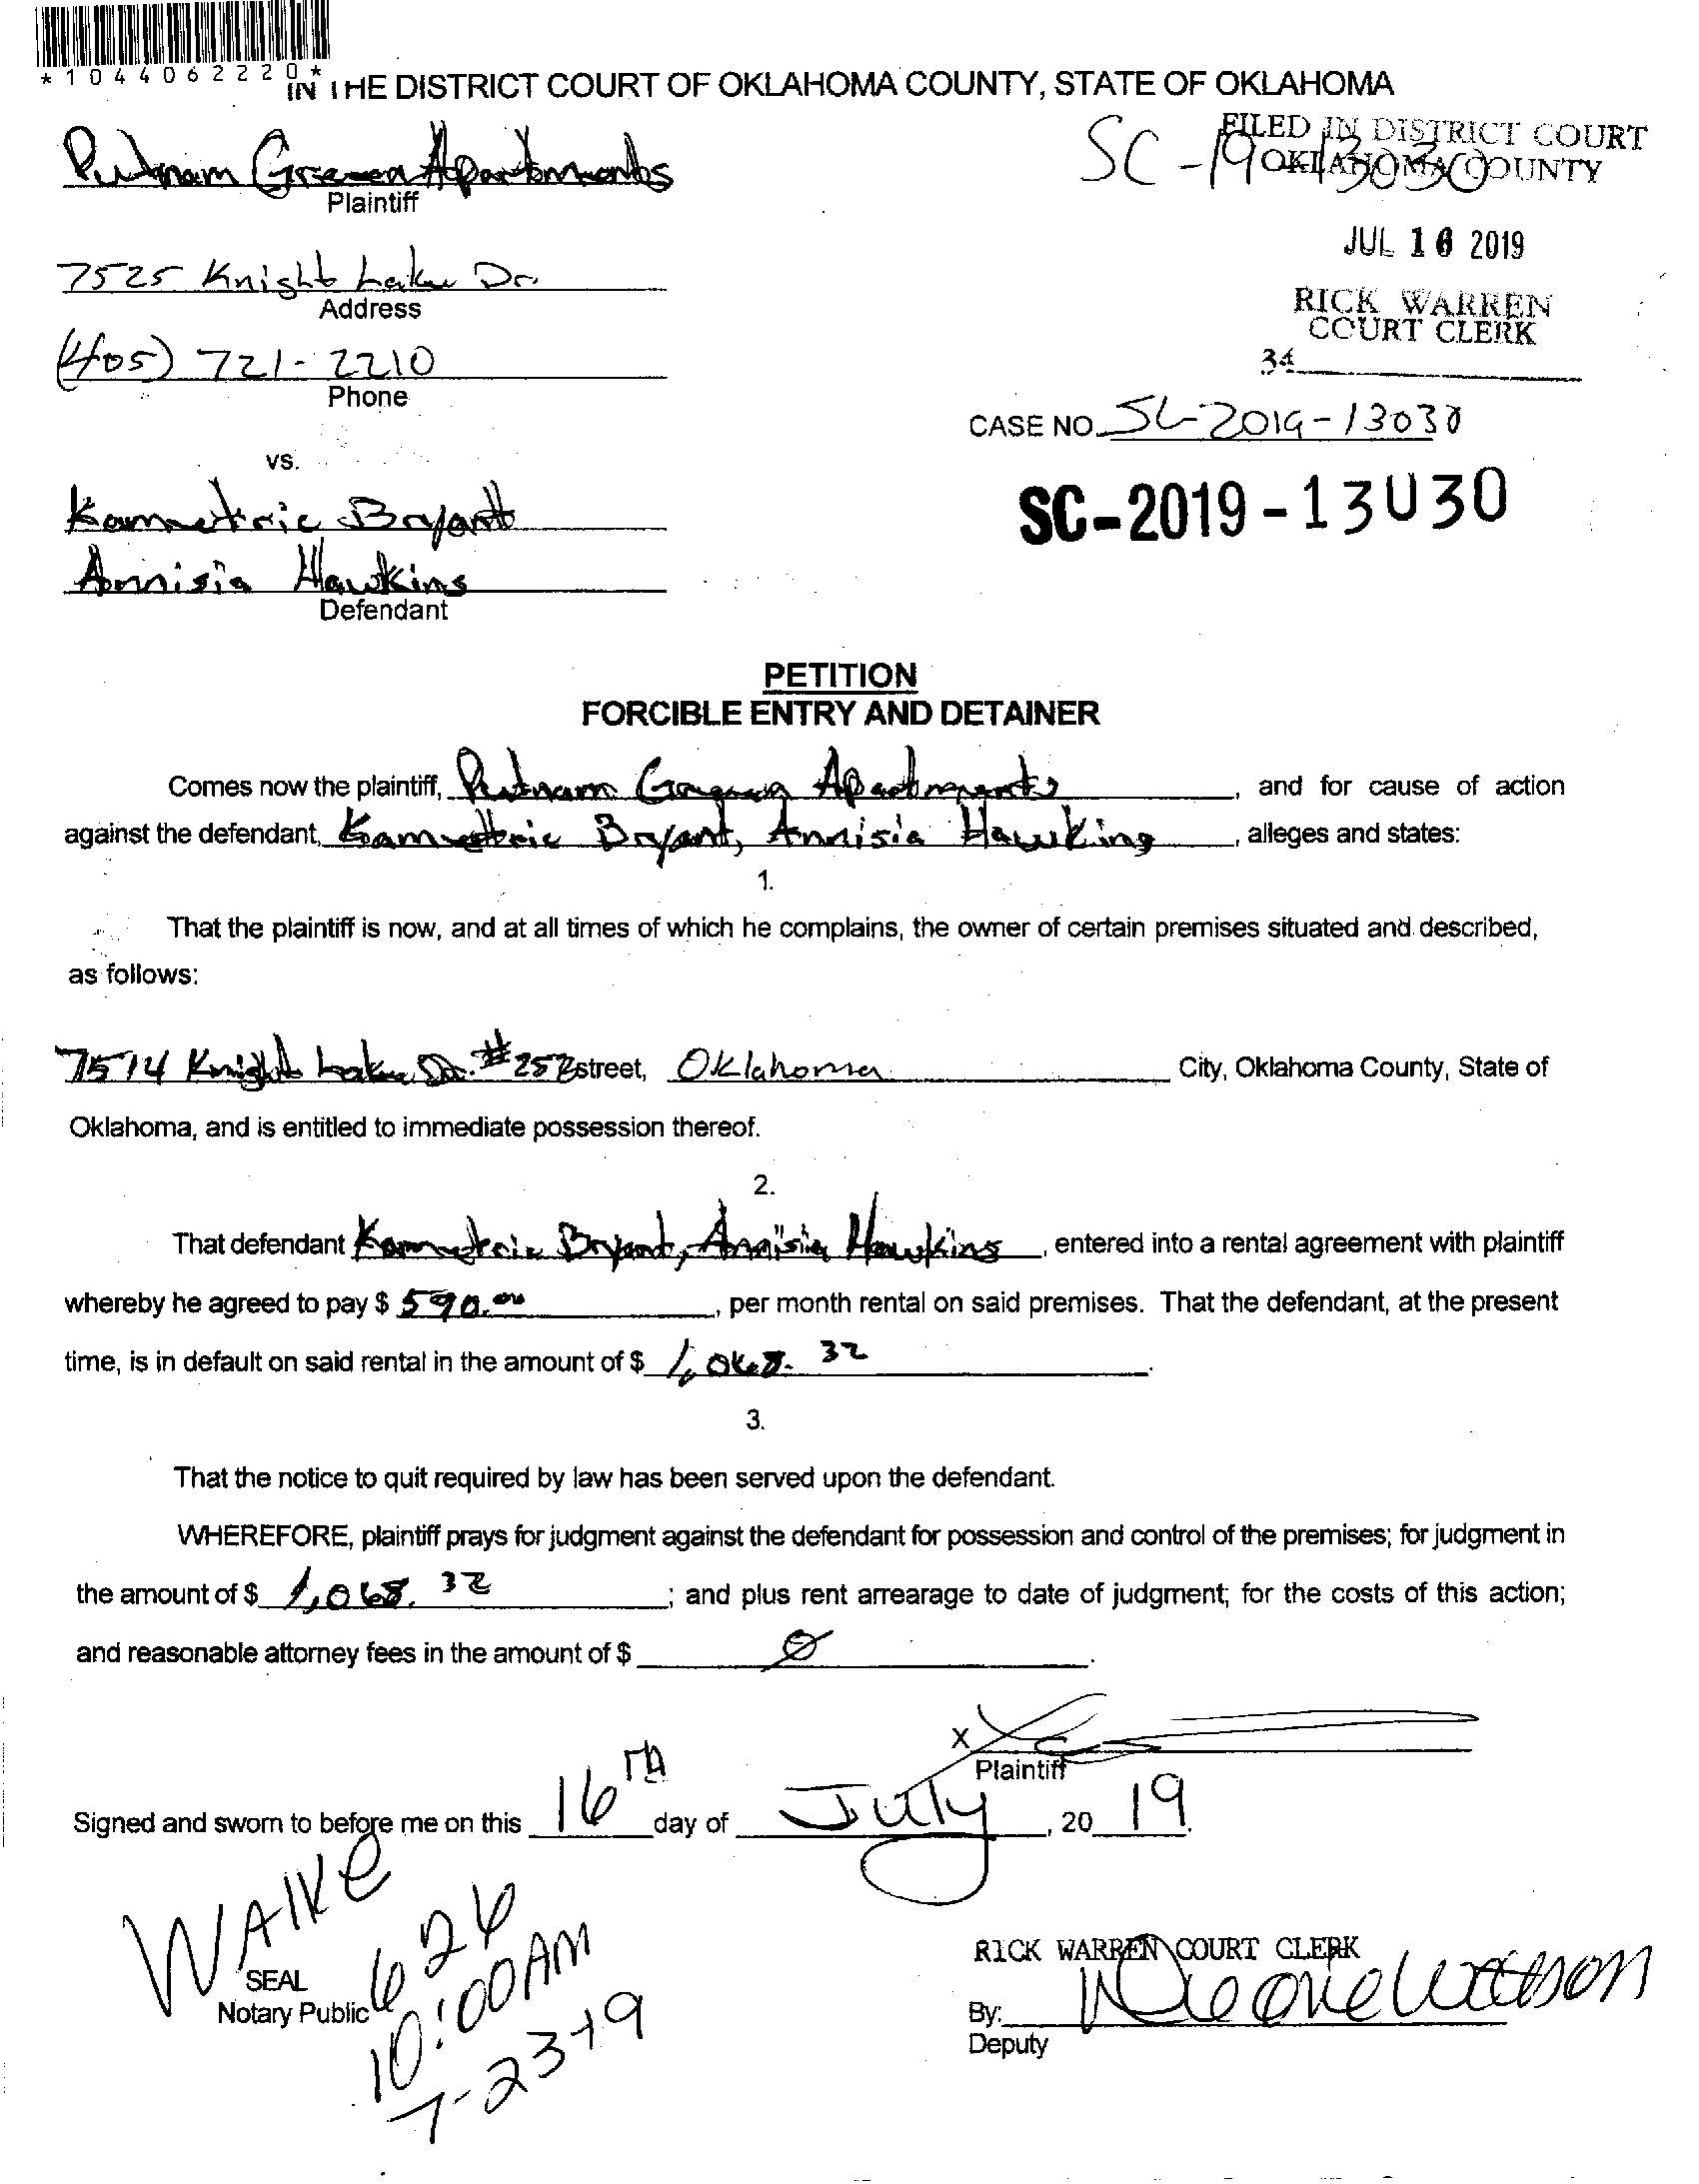 *1044062220*
IN THE DISTRICT COURT OF OKLAHOMA COUNTY, STATE OF OKLAHOMA
Putnam Green Apartments
Plaintiff
SC-19-13030
FILED IN DISTRICT COURT
OKLAHOMA COUNTY
JUL 16 2019
7525 Knight Lake Dr.
Address
RICK WARREN
COURT CLERK
34
(405) 721-2210
Phone
CASE NO. SC-2019-13030
vs.
SC-2019-13030
Kametric Bryant
Annisia Hawkins
Defendant
PETITION
FORCIBLE ENTRY AND DETAINER
Comes now the plaintiff, Putnam Green Apartments, and for cause of action
against the defendant, Kametric Bryant, Annisia Hawkins, alleges and states:
1.
That the plaintiff is now, and at all times of which he complains, the owner of certain premises situated and described,
as follows:
7514 Knight Lake Dr. #252 street, Oklahoma City, Oklahoma County, State of
Oklahoma, and is entitled to immediate possession thereof.
2.
That defendant Kametric Bryant, Annisia Hawkins, entered into a rental agreement with plaintiff
whereby he agreed to pay $ 590.00, per month rental on said premises. That the defendant, at the present
time, is in default on said rental in the amount of $ 1,068.32.
3.
That the notice to quit required by law has been served upon the defendant.
WHEREFORE, plaintiff prays for judgment against the defendant for possession and control of the premises; for judgment in
the amount of $ 1,068.32; and plus rent arrearage to date of judgment; for the costs of this action;
and reasonable attorney fees in the amount of $ 0.
X
Plaintiff
Signed and sworn to before me on this 16th day of July, 20 19.
WALKE
626
10:00AM
7-23-19
SEAL
Notary Public
RICK WARREN COURT CLERK
By:
Deputy